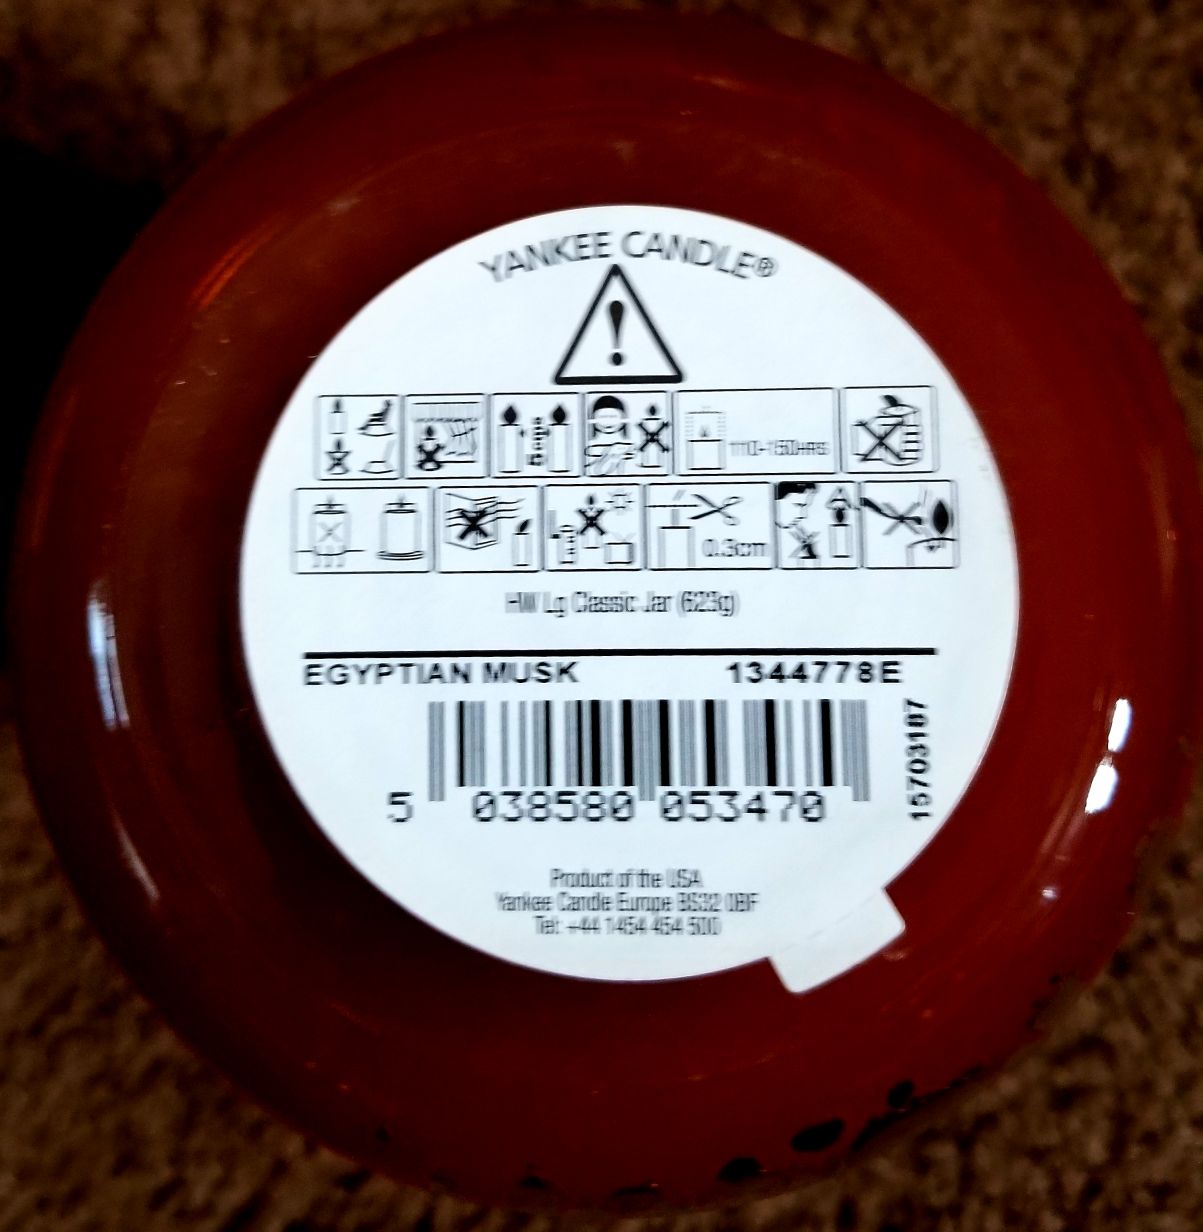 YANKEE CANDLE®
!
8cm
110-150HRS
0.3cm
HW Lg Classic Jar (623g)
EGYPTIAN MUSK 1344778E
15703187
5 038580 053470
Product of the USA
Yankee Candle Europe BS32 0BF
Tel: +44 1454 454 500